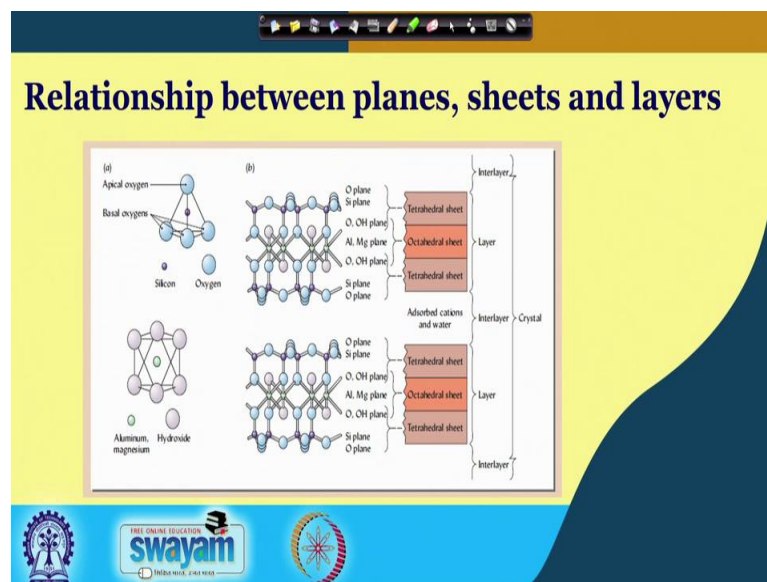 Relationship between planes, sheets and layers
(a)
Apical oxygen
Basal oxygens
Silicon
Oxygen
Aluminum,
magnesium
Hydroxide
(b)
O plane
Si plane
O, OH plane
Al, Mg plane
O, OH plane
Si plane
O plane
Tetrahedral sheet
Octahedral sheet
Tetrahedral sheet
Interlayer
Layer
Adsorbed cations
and water
Interlayer
Crystal
O plane
Si plane
O, OH plane
Al, Mg plane
O, OH plane
Si plane
O plane
Tetrahedral sheet
Octahedral sheet
Tetrahedral sheet
Layer
Interlayer
FREE ONLINE EDUCATION
swayam